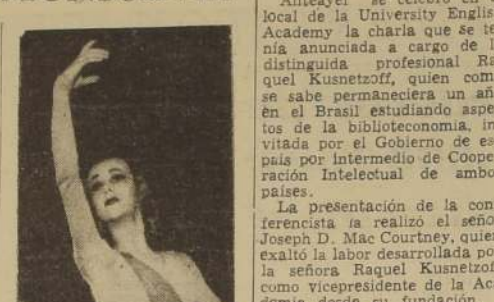 Anteayer se celebró en
local de la University Englis
Academy la charla que se te
nía anunciada a cargo de l
distinguida profesional Ra
quel Kusnetzoff, quien com
se sabe permaneciera un añ
en el Brasil estudiando aspe
tos de la biblioteconomia, in
vitada por el Gobierno de es
país por intermedio de Coope
ración Intelectual de ambo
países.
La presentación de la con
ferencista la realizó el seño
Joseph D. Mac Courtney, quie
exaltó la labor desarrollada po
la señora Raquel Kusnetzof
como vicepresidente de la Ac
desde su fundación